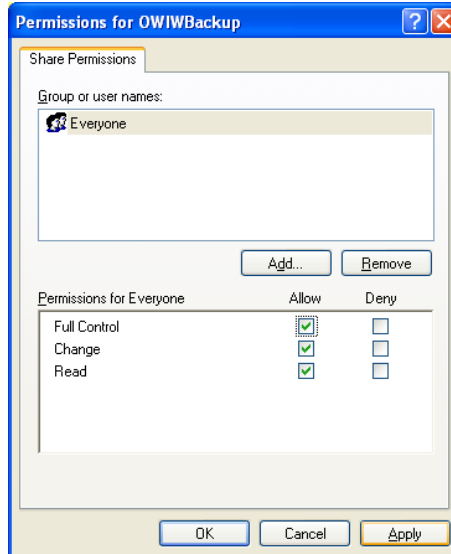 Permissions for OWIWBackup
Share Permissions
Group or user names:
Everyone
Add...
Remove
Permissions for Everyone Allow Deny
Full Control
Change
Read
OK Cancel Apply